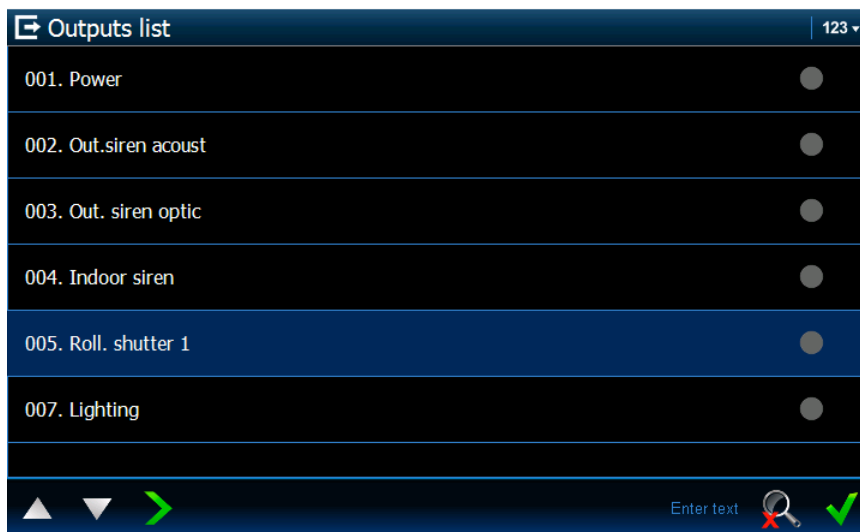 Outputs list
123
001. Power
002. Out.siren acoust
003. Out. siren optic
004. Indoor siren
005. Roll. shutter 1
007. Lighting
Enter text